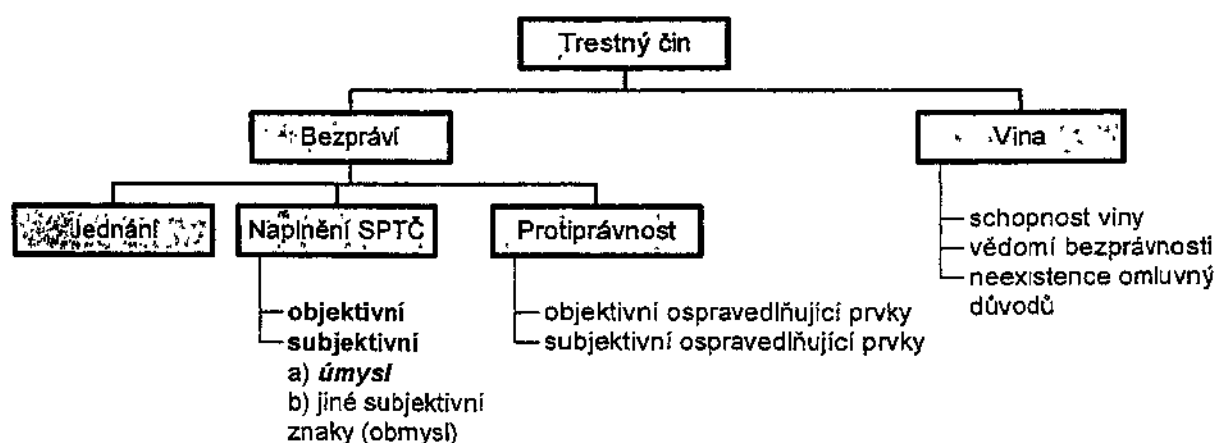 Trestný čin
Bezpráví
Vina
Jednání
Naplnění SPTČ
Protiprávnost
schopnost viny
vědomí bezprávnosti
neexistence omluvný
důvodů
objektivní
subjektivní
a) úmysl
b) jiné subjektivní
znaky (obmysl)
objektivní ospravedlňující prvky
subjektivní ospravedlňující prvky